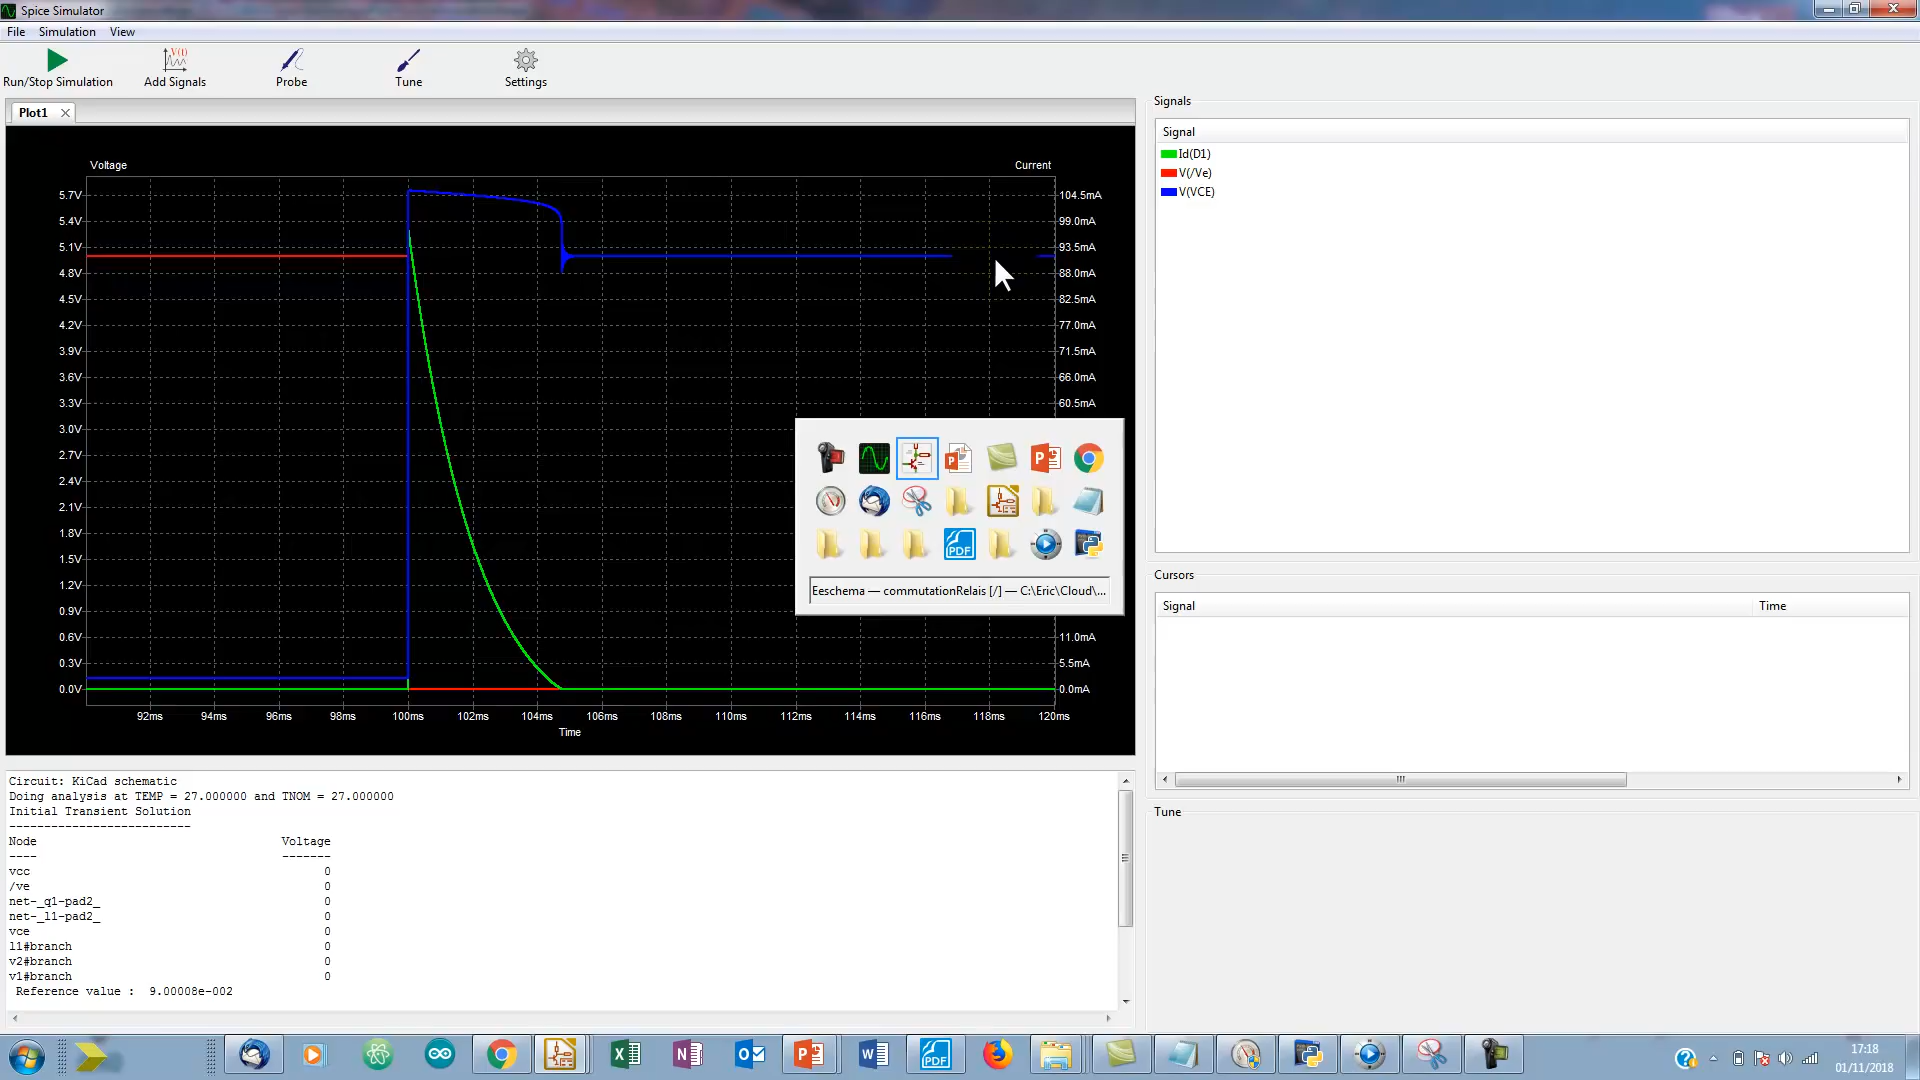 Spice Simulator
File Simulation View
Run/Stop Simulation Add Signals Probe Tune Settings
Plot1
Voltage Current
5.7V 104.5mA
5.4V 99.0mA
5.1V 93.5mA
4.8V 88.0mA
4.5V 82.5mA
4.2V 77.0mA
3.9V 71.5mA
3.6V 66.0mA
3.3V 60.5mA
3.0V
2.7V
2.4V
2.1V
1.8V
1.5V
1.2V
0.9V
0.6V 11.0mA
0.3V 5.5mA
0.0V 0.0mA
92ms 94ms 96ms 98ms 100ms 102ms 104ms 106ms 108ms 110ms 112ms 114ms 116ms 118ms 120ms
Time
Eeschema — commutationRelais [/] — C:\Eric\Cloud\...
Signals
Signal
Id(D1)
V(/Ve)
V(VCE)
Cursors
Signal Time
Tune
Circuit: KiCad schematic
Doing analysis at TEMP = 27.000000 and TNOM = 27.000000
Initial Transient Solution
--------------------------
Node Voltage
---- -------
vcc 0
/ve 0
net-_q1-pad2_ 0
net-_l1-pad2_ 0
vce 0
l1#branch 0
v2#branch 0
v1#branch 0
Reference value : 9.00008e-002
17:18
01/11/2018